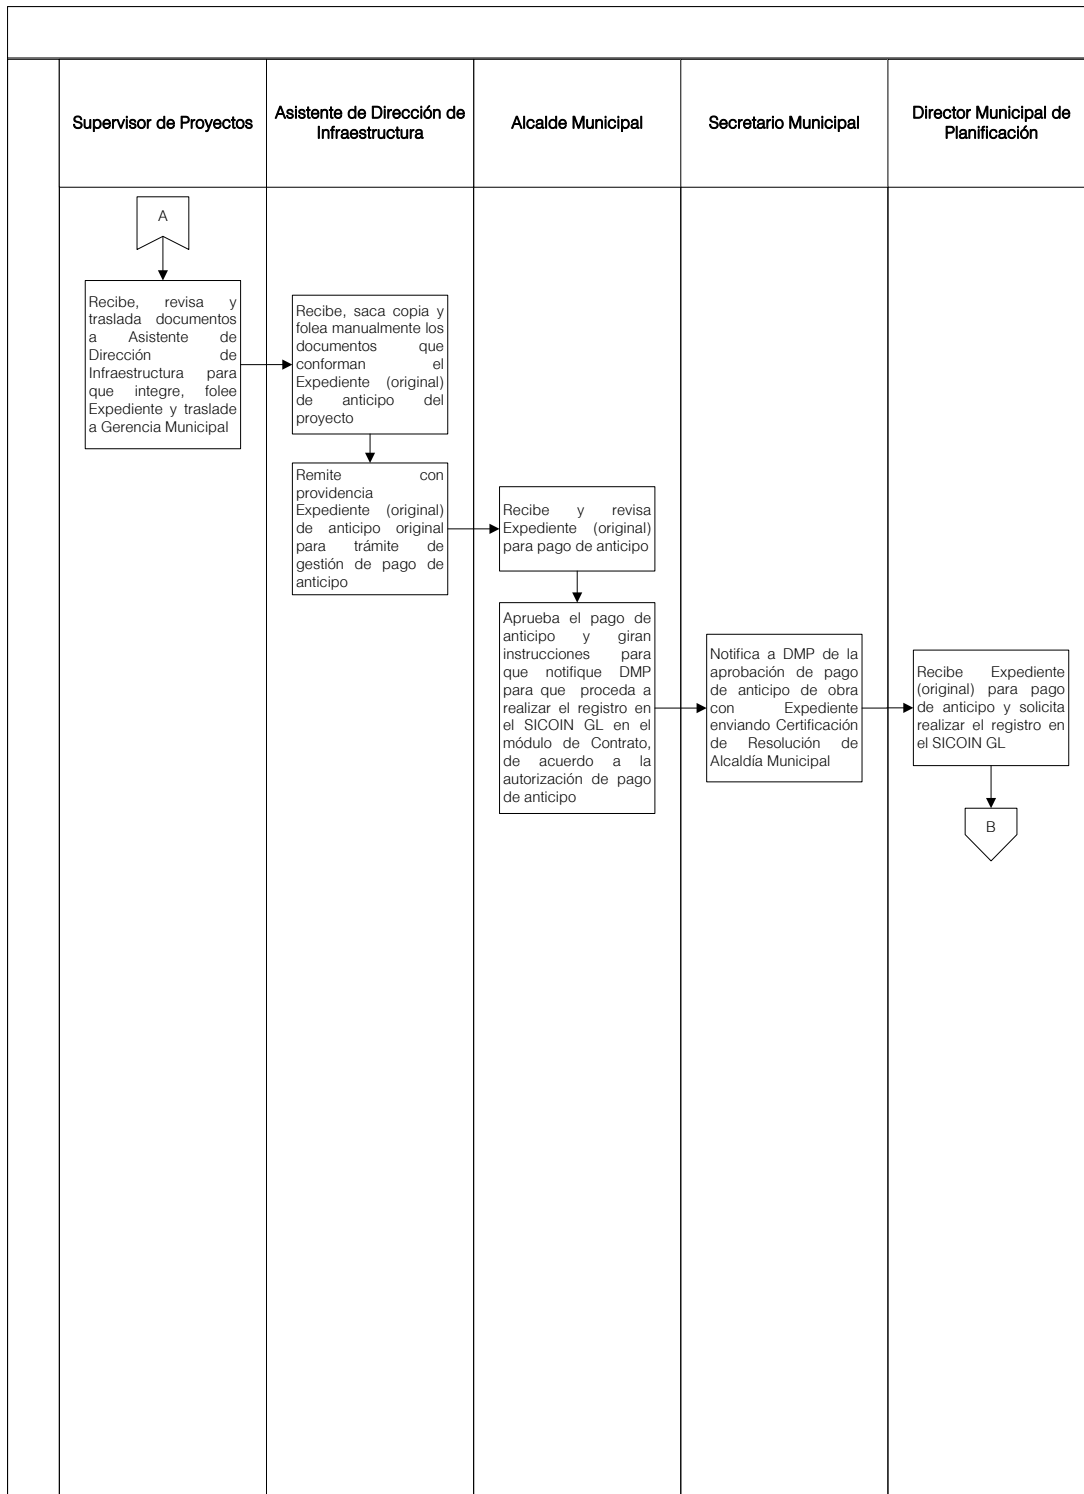 Supervisor de Proyectos
Asistente de Dirección de
Infraestructura
Alcalde Municipal
Secretario Municipal
Director Municipal de
Planificación
A
Recibe, revisa y
traslada documentos
a Asistente de
Dirección de
Infraestructura para
que integre, folee
Expediente y traslade
a Gerencia Municipal
Recibe, saca copia y
folea manualmente los
documentos que
conforman el
Expediente (original)
de anticipo del
proyecto
Remite con
providencia
Expediente (original)
de anticipo original
para trámite de
gestión de pago de
anticipo
Recibe y revisa
Expediente (original)
para pago de anticipo
Aprueba el pago de
anticipo y giran
instrucciones para
que notifique DMP
para que proceda a
realizar el registro en
el SICOIN GL en el
módulo de Contrato,
de acuerdo a la
autorización de pago
de anticipo
Notifica a DMP de la
aprobación de pago
de anticipo de obra
con Expediente
enviando Certificación
de Resolución de
Alcaldía Municipal
Recibe Expediente
(original) para pago
de anticipo y solicita
realizar el registro en
el SICOIN GL
B